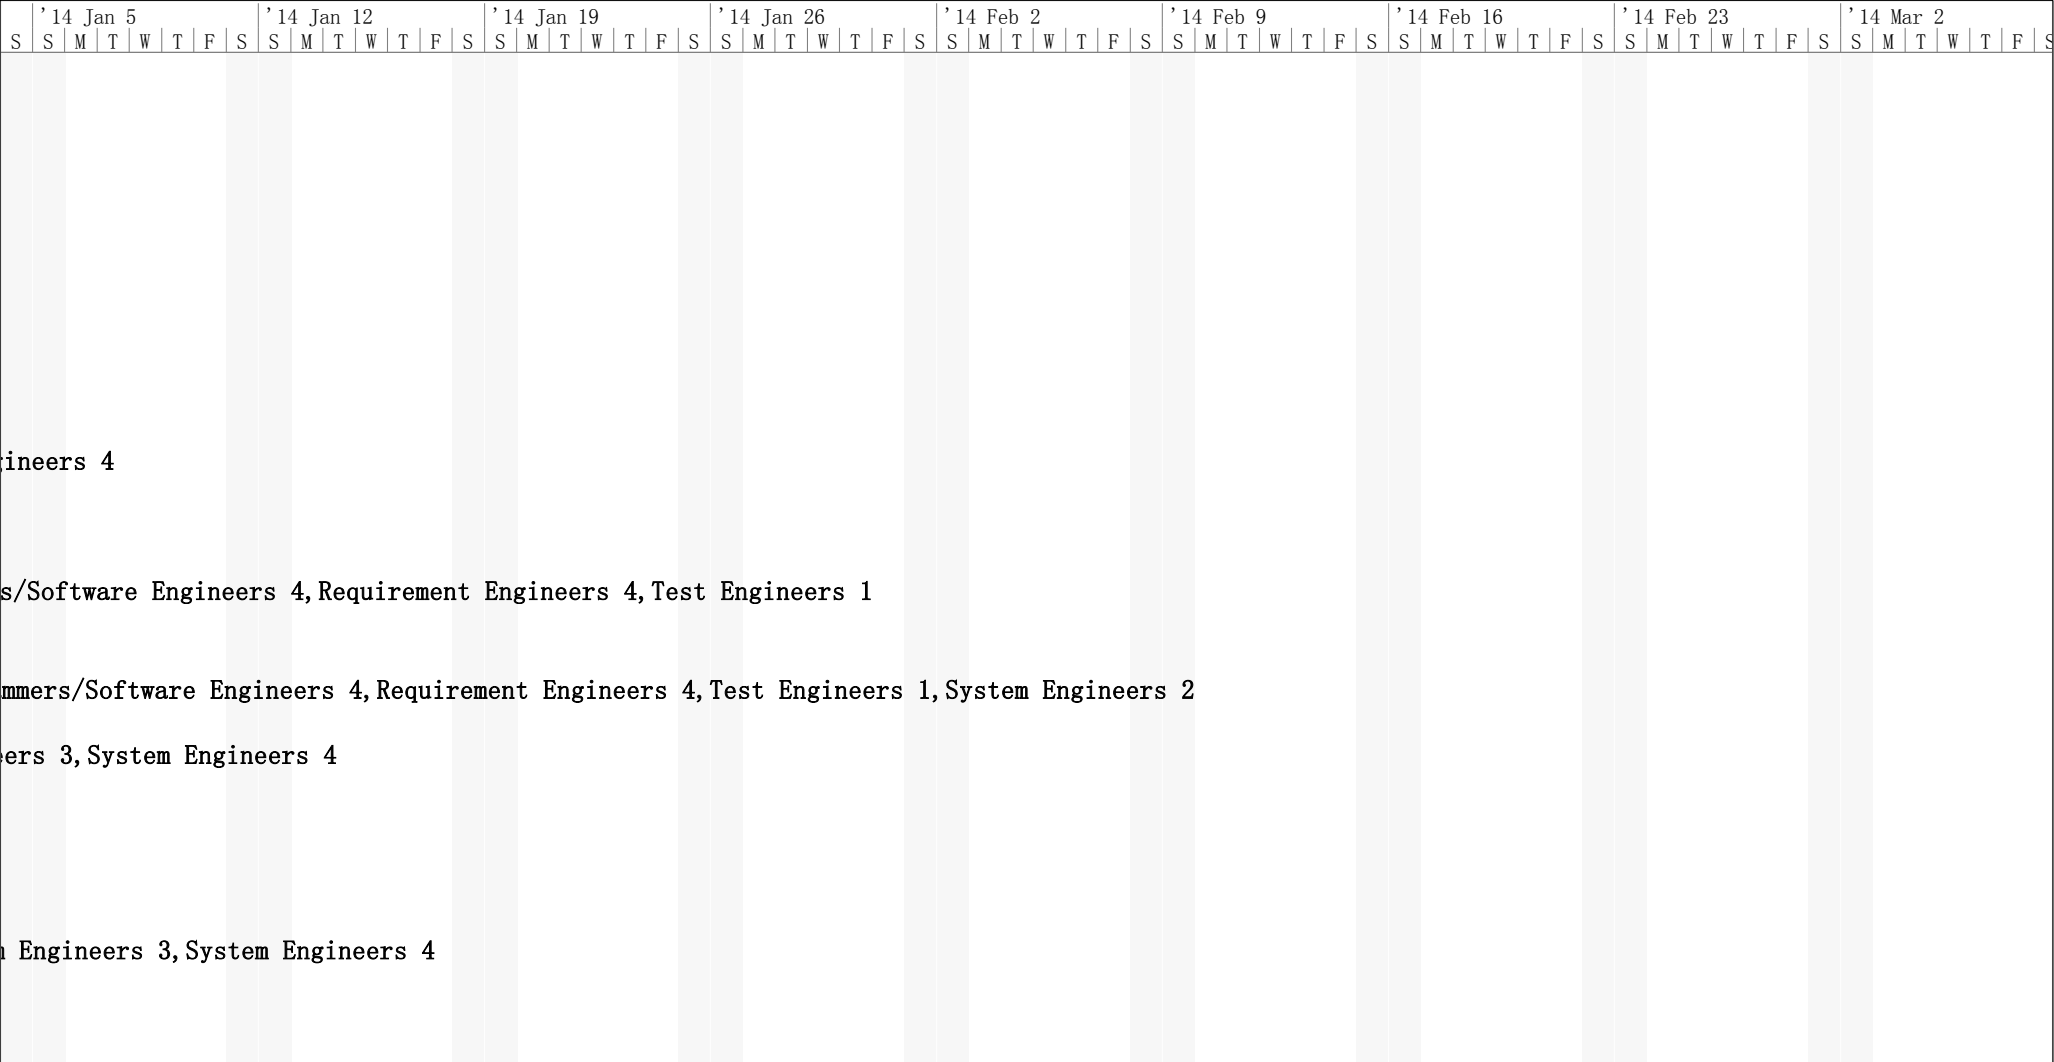 '14 Jan 5 '14 Jan 12 '14 Jan 19 '14 Jan 26 '14 Feb 2 '14 Feb 9 '14 Feb 16 '14 Feb 23 '14 Mar 2
S S M T W T F S S M T W T F S S M T W T F S S M T W T F S S M T W T F S S M T W T F S S M T W T F S S M T W T F S S M T W T F S
gineers 4
s/Software Engineers 4,Requirement Engineers 4,Test Engineers 1
mmers/Software Engineers 4,Requirement Engineers 4,Test Engineers 1,System Engineers 2
ers 3,System Engineers 4
Engineers 3,System Engineers 4